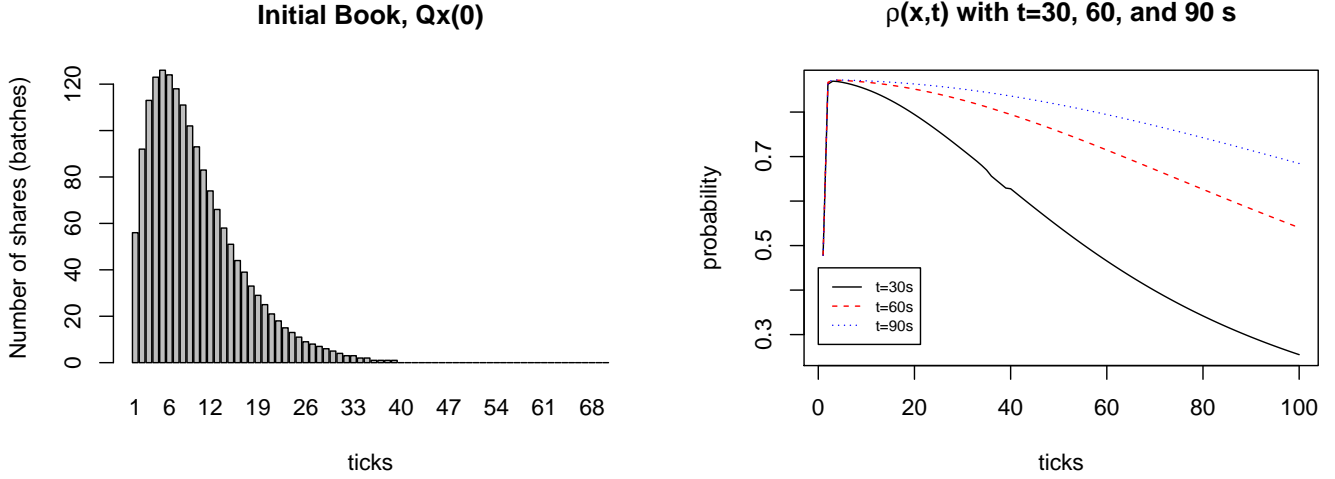 Initial Book, Qx(0)
Number of shares (batches)
120
80
60
40
20
0
1 6 12 19 26 33 40 47 54 61 68
ticks
ρ(x,t) with t=30, 60, and 90 s
probability
0.7
0.5
0.3
t=30s
t=60s
t=90s
0 20 40 60 80 100
ticks